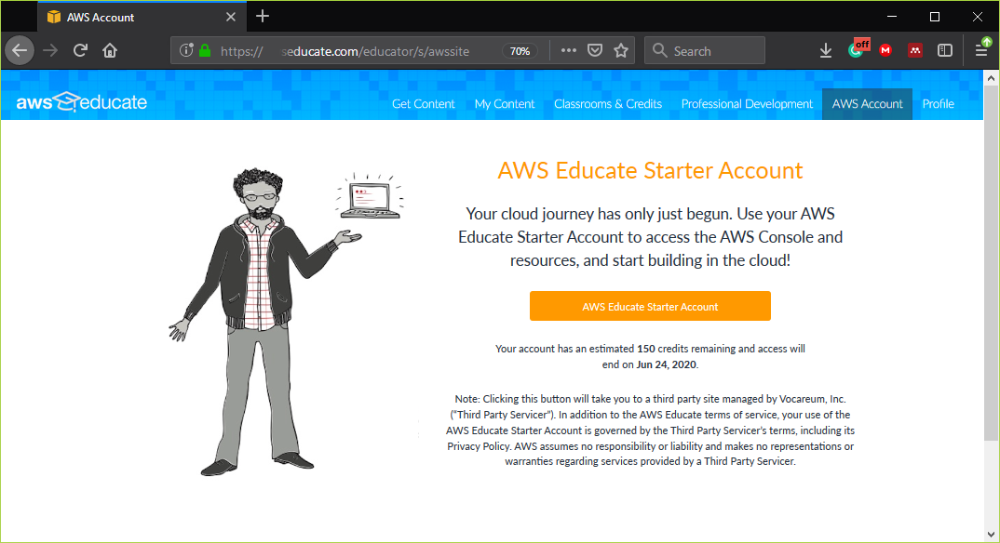 AWS Account
https:// seducate.com/educator/s/awssite
70%
Search
off
aws educate
Get Content
My Content
Classrooms & Credits
Professional Development
AWS Account
Profile
AWS Educate Starter Account
Your cloud journey has only just begun. Use your AWS
Educate Starter Account to access the AWS Console and
resources, and start building in the cloud!
AWS Educate Starter Account
Your account has an estimated 150 credits remaining and access will
end on Jun 24, 2020.
Note: Clicking this button will take you to a third party site managed by Vocareum, Inc.
(“Third Party Servicer”). In addition to the AWS Educate terms of service, your use of the
AWS Educate Starter Account is governed by the Third Party Servicer's terms, including its
Privacy Policy. AWS assumes no responsibility or liability and makes no representations or
warranties regarding services provided by a Third Party Servicer.